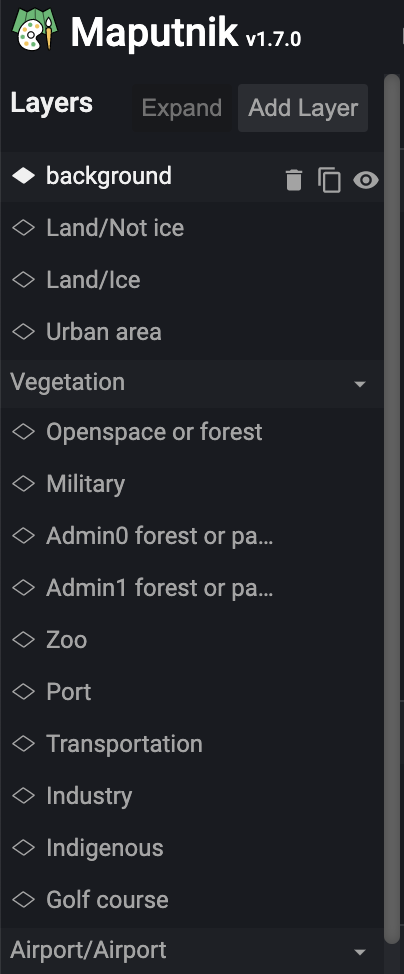 Maputnik v1.7.0
Layers Expand Add Layer
background
Land/Not ice
Land/Ice
Urban area
Vegetation
Openspace or forest
Military
Admin0 forest or pa...
Admin1 forest or pa...
Zoo
Port
Transportation
Industry
Indigenous
Golf course
Airport/Airport